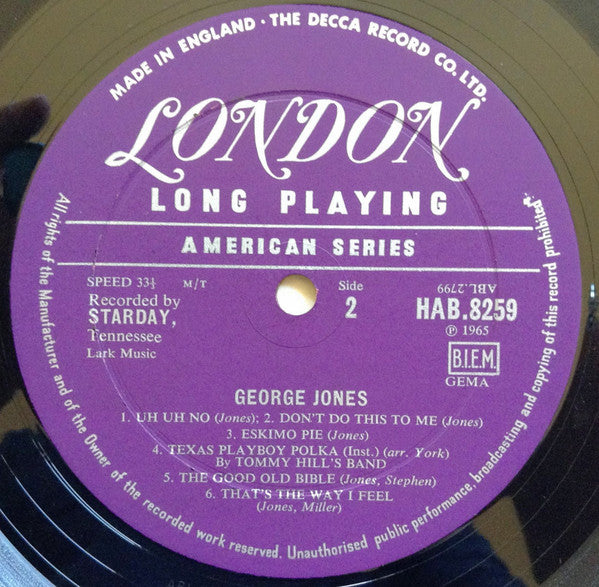 MADE IN ENGLAND · THE DECCA RECORD CO. LTD.
LONDON
LONG PLAYING
AMERICAN SERIES
SPEED 33⅓ M/T
Recorded by
STARDAY,
Tennessee
Lark Music
Side
2
ABL.2799
HAB.8259
℗ 1965
B.I.E.M.
GEMA
GEORGE JONES
1. UH UH NO (Jones); 2. DON'T DO THIS TO ME (Jones)
3. ESKIMO PIE (Jones)
4. TEXAS PLAYBOY POLKA (Inst.) (arr. York)
By TOMMY HILL'S BAND
5. THE GOOD OLD BIBLE (Jones, Stephen)
6. THAT'S THE WAY I FEEL
(Jones, Miller)
All rights of the Manufacturer and of the Owner of the recorded work reserved. Unauthorised public performance, broadcasting and copying of this record prohibited